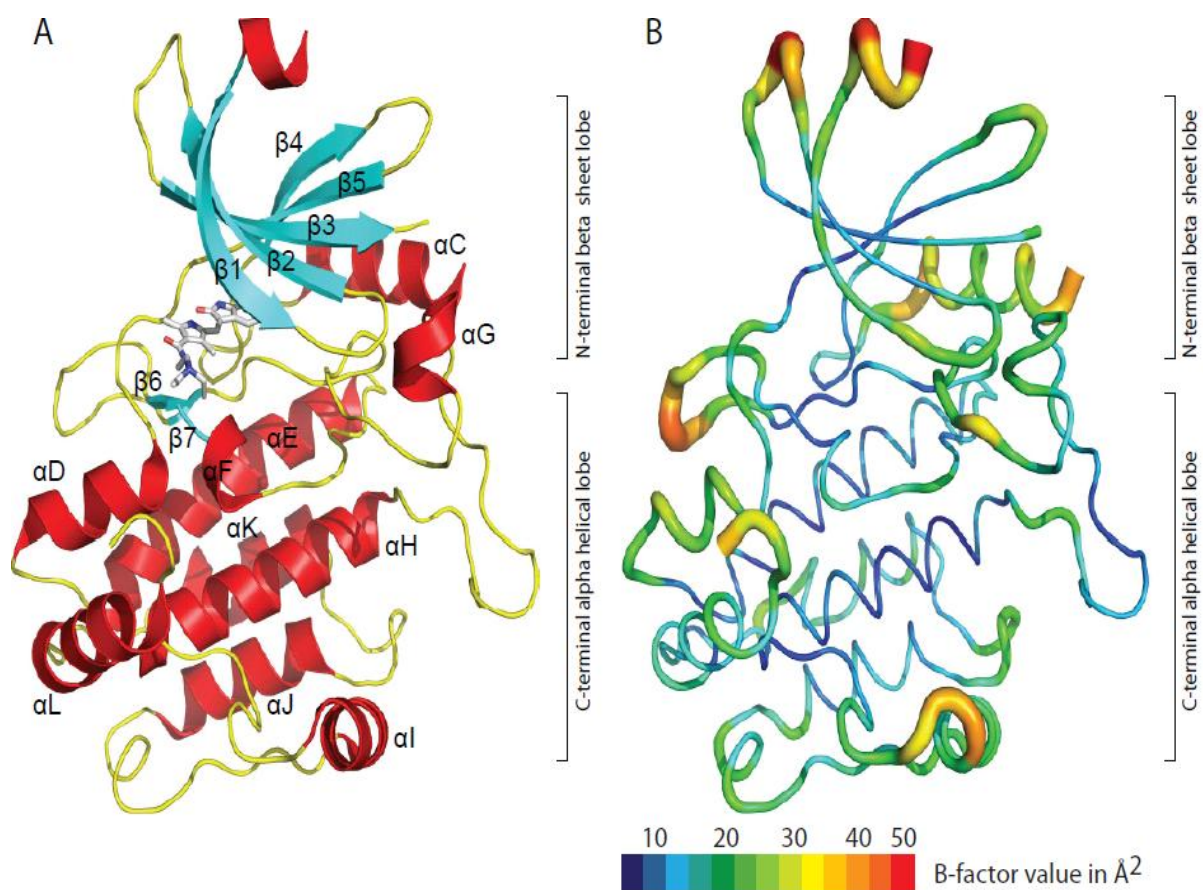 A
β4
β5
β3
αC
β1
β2
αG
β6
β7
αE
αD
αF
αK
αH
αL
αJ
αI
N-terminal beta sheet lobe
C-terminal alpha helical lobe
B
N-terminal beta sheet lobe
C-terminal alpha helical lobe
10 20 30 40 50
B-factor value in Å²